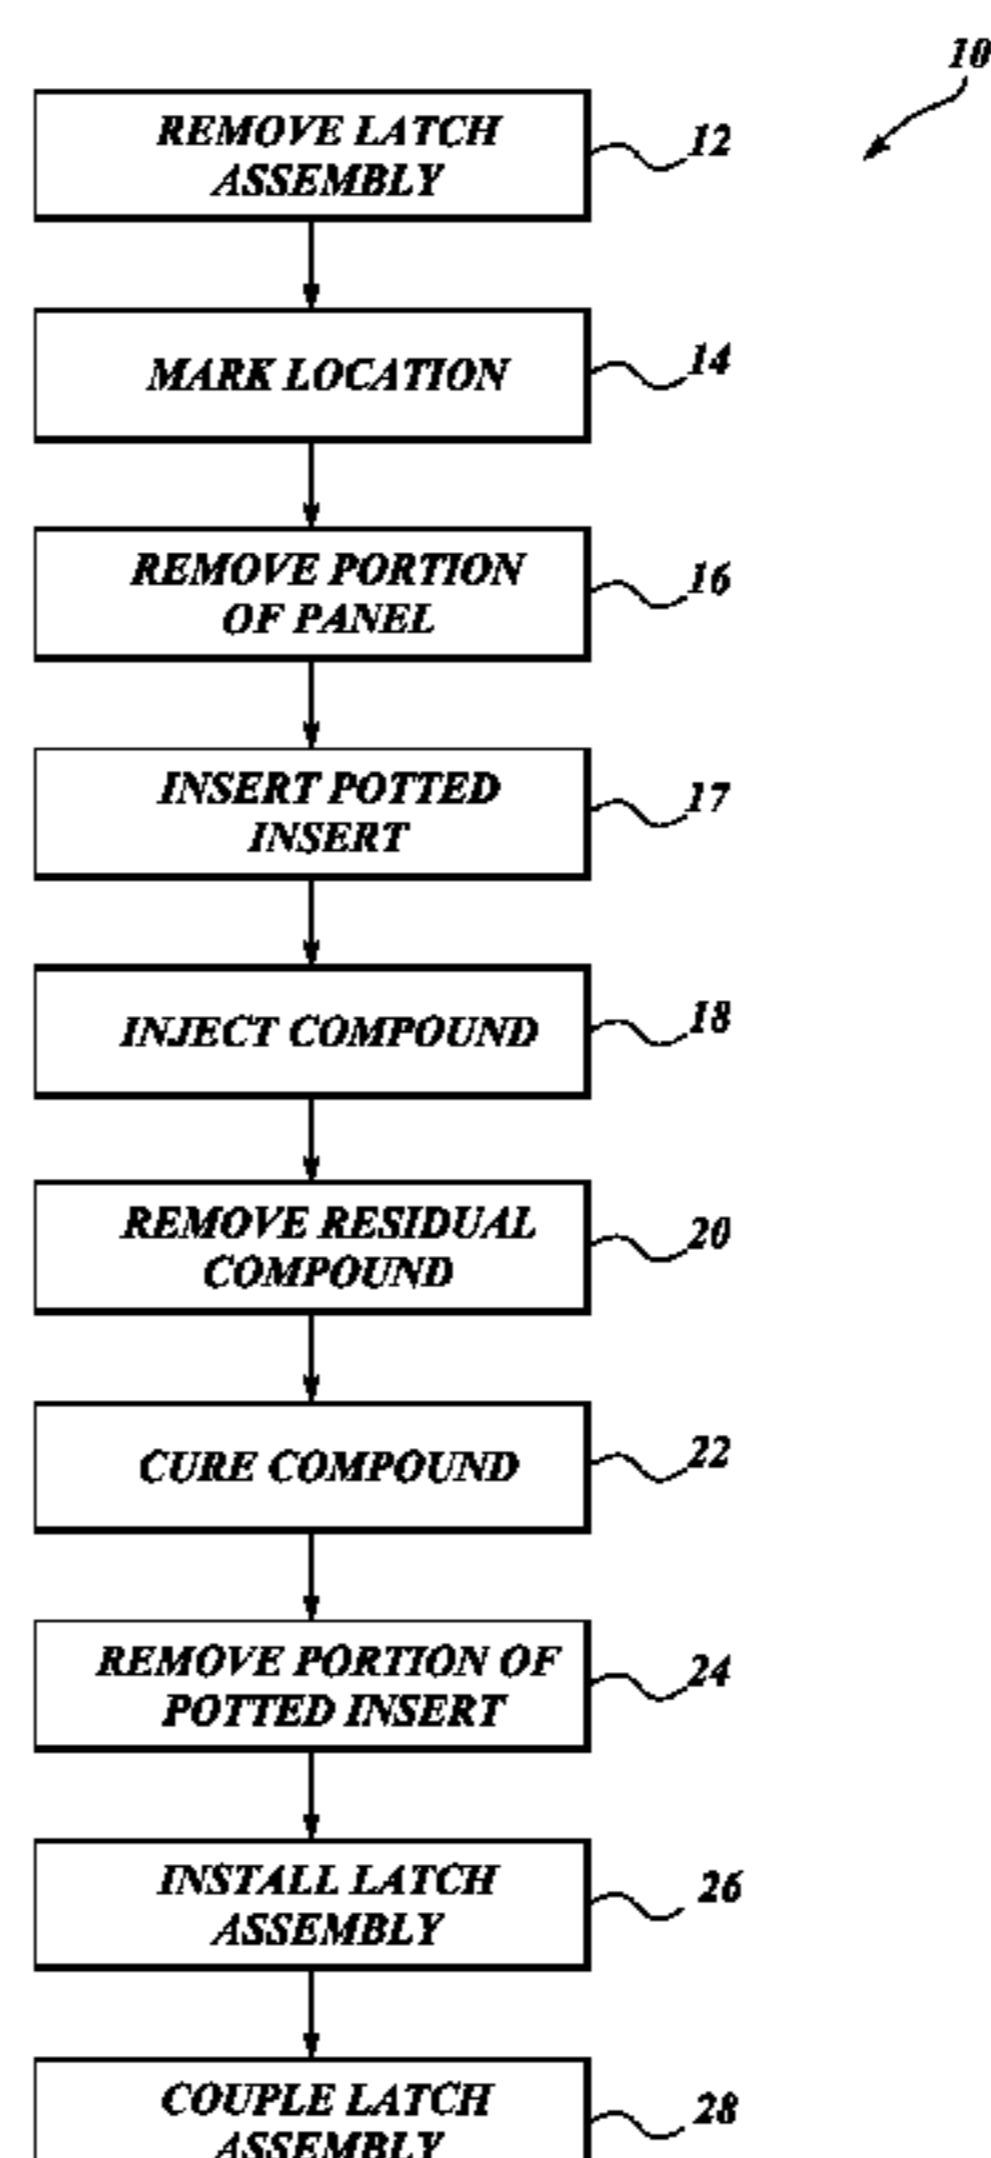 10
REMOVE LATCH
ASSEMBLY
12
MARK LOCATION
14
REMOVE PORTION
OF PANEL
16
INSERT POTTED
INSERT
17
INJECT COMPOUND
18
REMOVE RESIDUAL
COMPOUND
20
CURE COMPOUND
22
REMOVE PORTION OF
POTTED INSERT
24
INSTALL LATCH
ASSEMBLY
26
COUPLE LATCH
ASSEMBLY
28